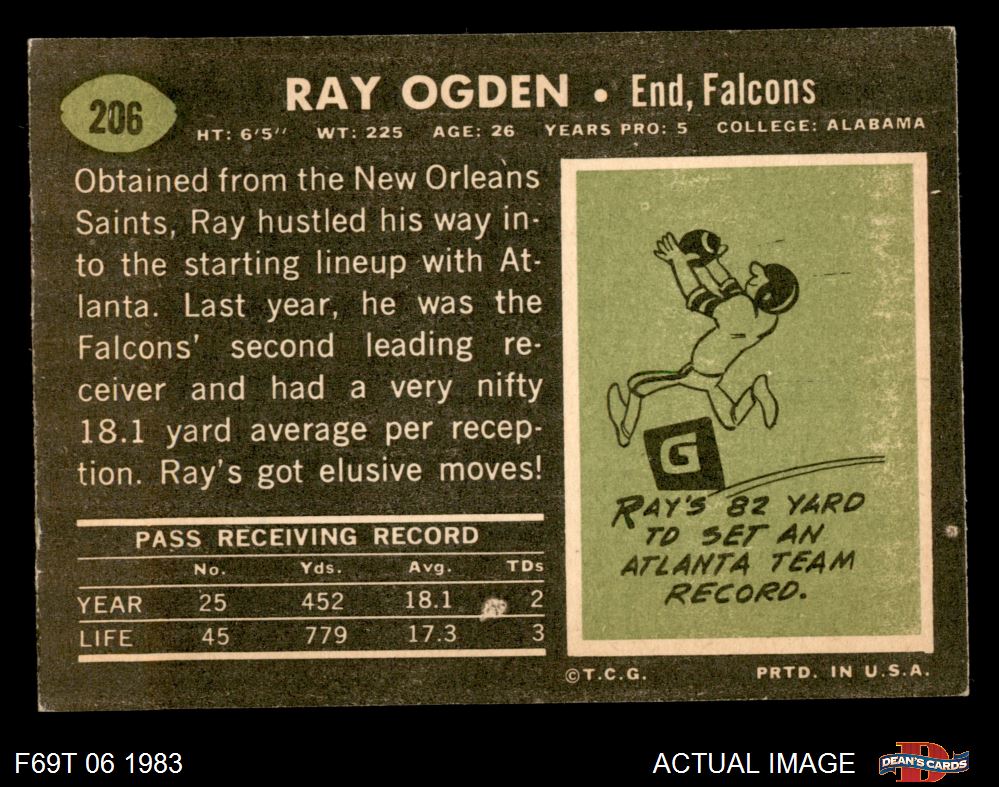 206
RAY OGDEN • End, Falcons
HT: 6'5" WT: 225 AGE: 26 YEARS PRO: 5 COLLEGE: ALABAMA
Obtained from the New Orleans
Saints, Ray hustled his way in-
to the starting lineup with At-
lanta. Last year, he was the
Falcons' second leading re-
ceiver and had a very nifty
18.1 yard average per recep-
tion. Ray's got elusive moves!
PASS RECEIVING RECORD
No. Yds. Avg. TDs
YEAR 25 452 18.1 2
LIFE 45 779 17.3 3
G
RAY'S 82 YARD
TD SET AN
ATLANTA TEAM
RECORD.
©T.C.G. PRTD. IN U.S.A.
F69T 06 1983
ACTUAL IMAGE
D
DEAN'S CARDS